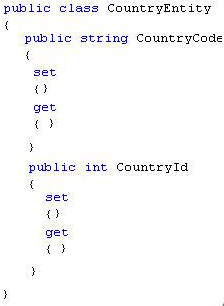 public class CountryEntity
{
public string CountryCode
{
set
{}
get
{ }
}
public int CountryId
{
set
{}
get
{ }
}
}